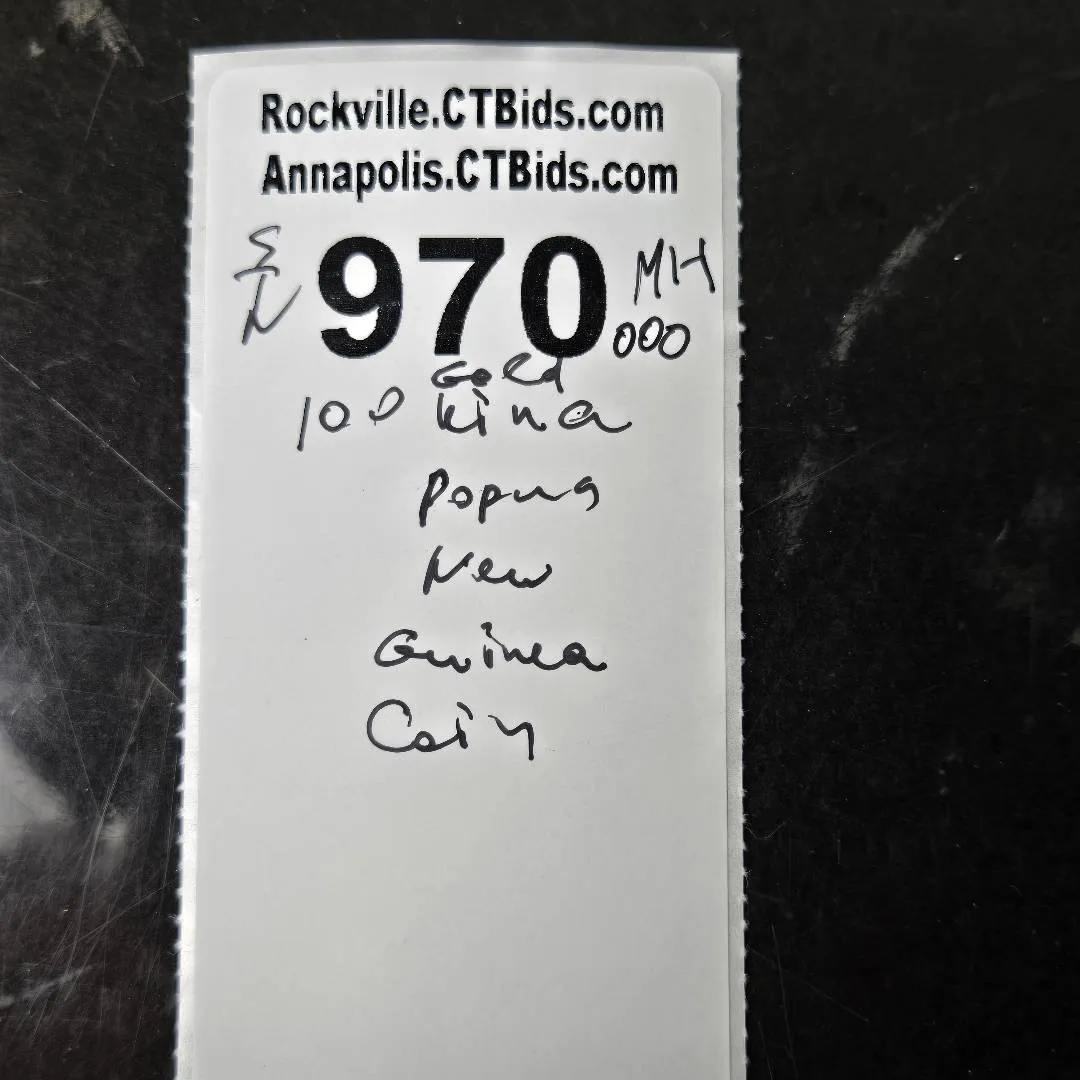 Rockville.CTBids.com
Annapolis.CTBids.com
970 MH
000
Gold
100 kina
Popua
New
Guinea
Coin